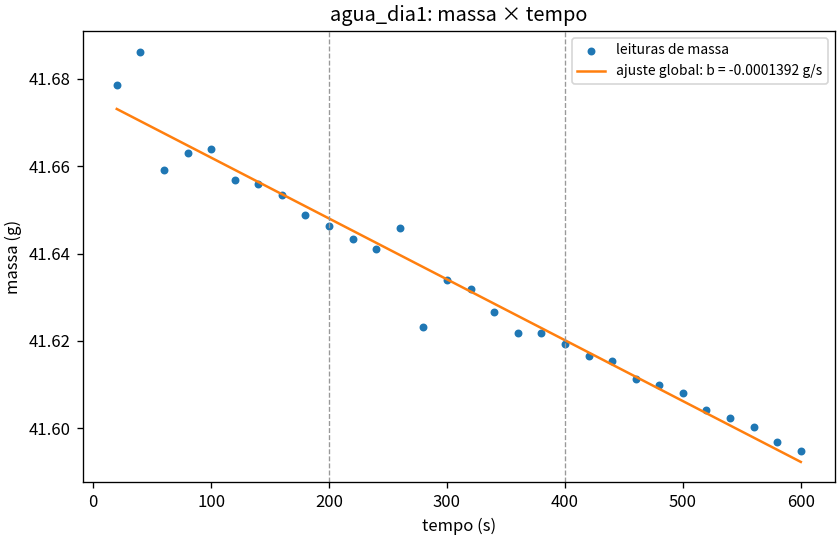 agua_dia1: massa × tempo
leituras de massa
ajuste global: b = -0.0001392 g/s
massa (g)
41.68
41.66
41.64
41.62
41.60
0 100 200 300 400 500 600
tempo (s)